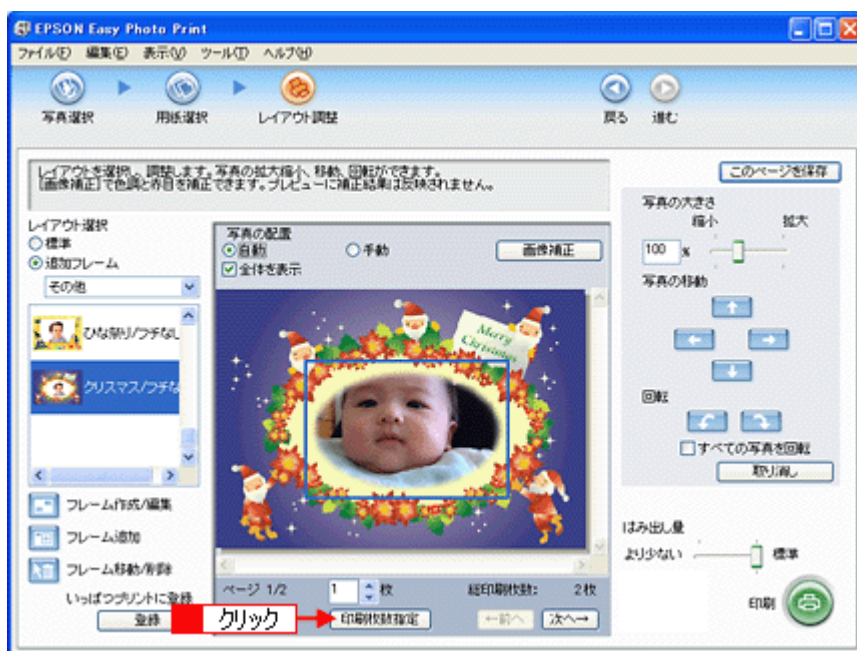 EPSON Easy Photo Print
ファイル(F) 編集(E) 表示(V) ツール(T) ヘルプ(H)
写真選択 用紙選択 レイアウト調整 戻る 進む
レイアウトを選択し、調整します。写真の拡大縮小、移動、回転ができます。
[画像補正]で色調と赤目を補正できます。プレビューに補正結果は反映されません。
このページを保存
レイアウト選択
標準
追加フレーム
その他
ひな祭り/フチなし
クリスマス/フチな
フレーム作成/編集
フレーム追加
フレーム移動/削除
いっぱつプリントに登録
登録
写真の配置
自動 手動 画像補正
全体を表示
Merry
Christmas
ページ 1/2 1 枚 総印刷枚数: 2枚
クリック 印刷枚数指定 ←前へ 次へ→
写真の大きさ
縮小 拡大
100 %
写真の移動
回転
すべての写真を回転
取り消し
はみ出し量
より少ない 標準
印刷